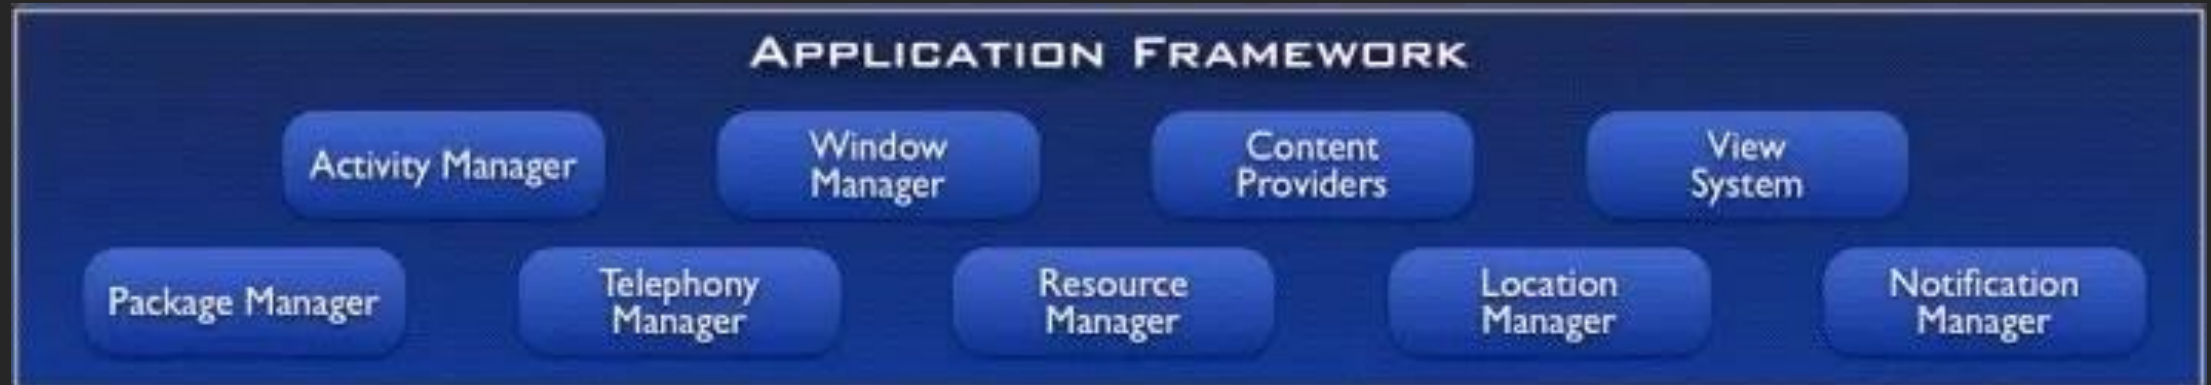 APPLICATION FRAMEWORK
Activity Manager
Window
Manager
Content
Providers
View
System
Package Manager
Telephony
Manager
Resource
Manager
Location
Manager
Notification
Manager